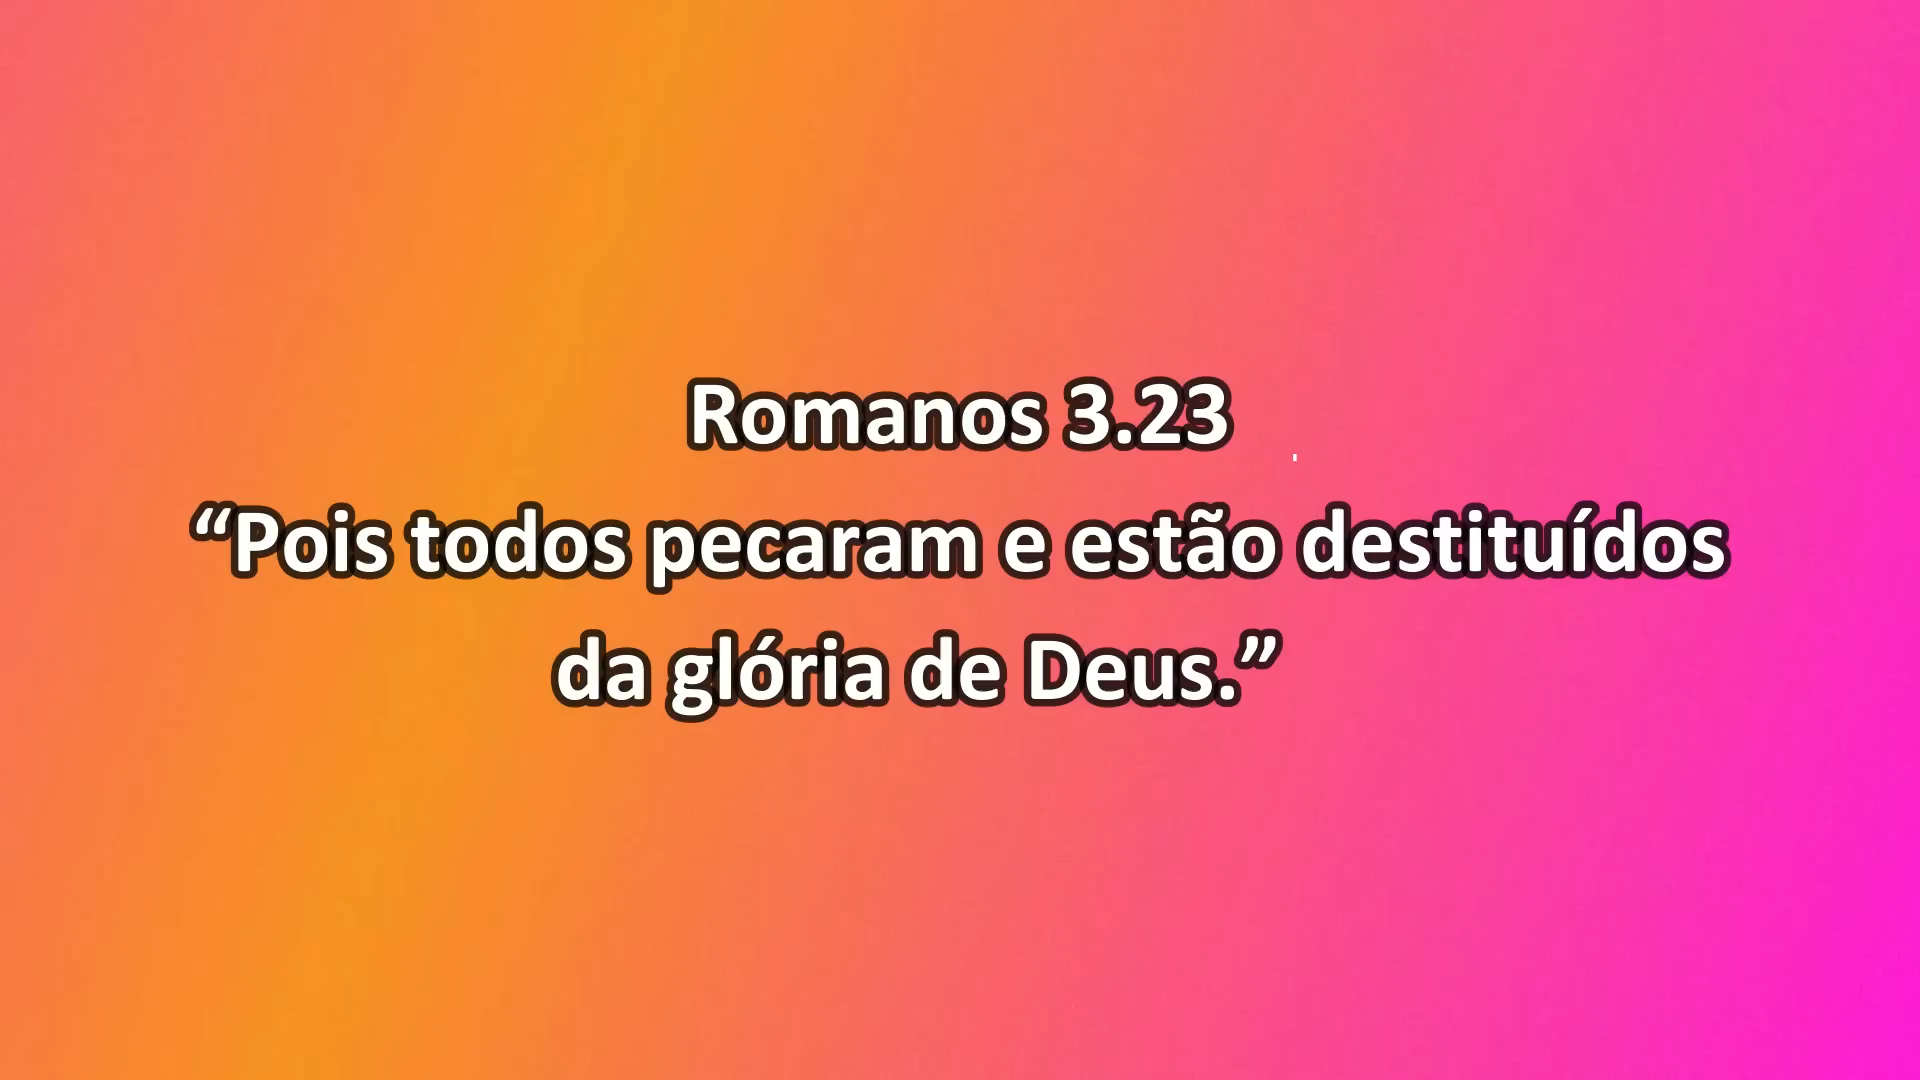 Romanos 3.23
“Pois todos pecaram e estão destituídos
da glória de Deus.”